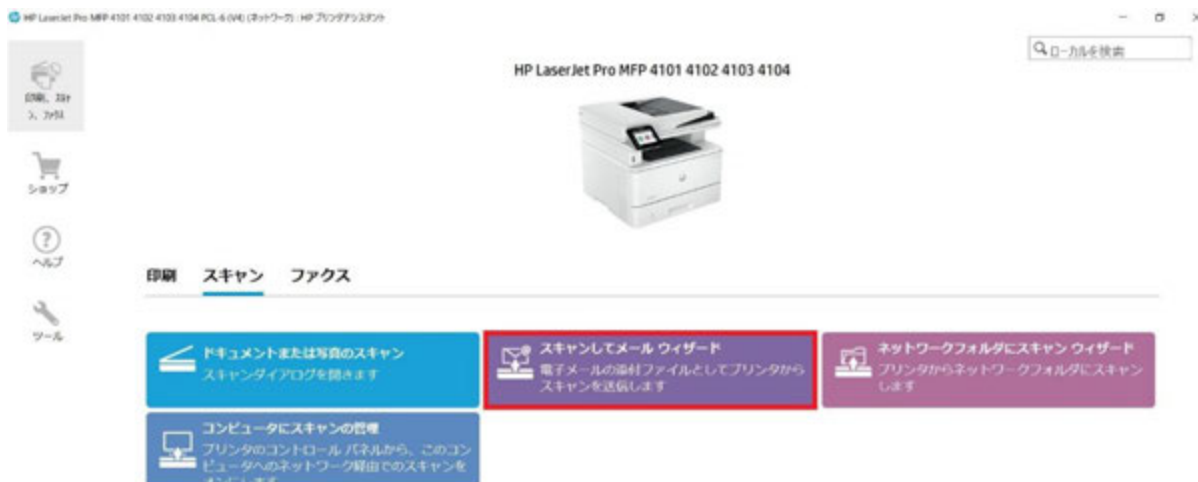 HP LaserJet Pro MFP 4101 4102 4103 4104 PCL-6 (V4) (ネットワーク) : HP プリンタアシスタント
ローカルを検索
印刷、スキャ
ン、ファクス
HP LaserJet Pro MFP 4101 4102 4103 4104
ショップ
ヘルプ
ツール
印刷 スキャン ファクス
ドキュメントまたは写真のスキャン
スキャンダイアログを開きます
スキャンしてメール ウィザード
電子メールの添付ファイルとしてプリンタから
スキャンを送信します
ネットワークフォルダにスキャン ウィザード
プリンタからネットワークフォルダにスキャン
します
コンピュータにスキャンの管理
プリンタのコントロール パネルから、このコン
ピュータへのネットワーク経由でのスキャンを
オンにします